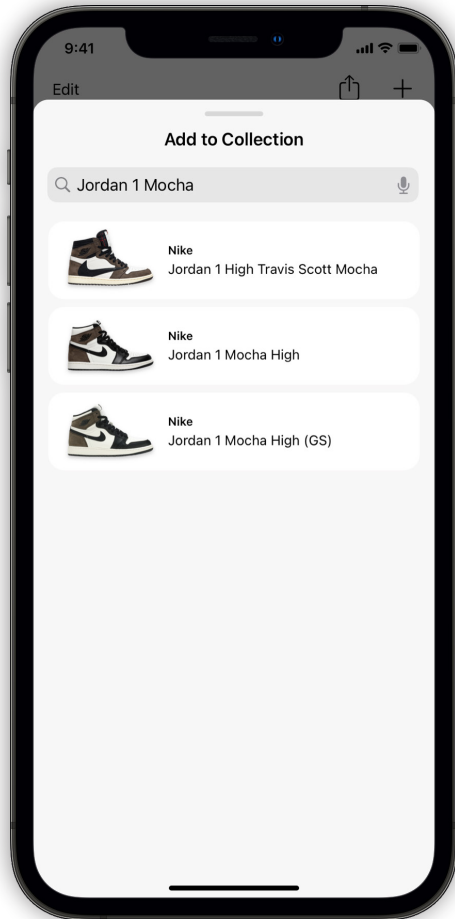 9:41
Edit
Add to Collection
Jordan 1 Mocha
Nike
Jordan 1 High Travis Scott Mocha
Nike
Jordan 1 Mocha High
Nike
Jordan 1 Mocha High (GS)